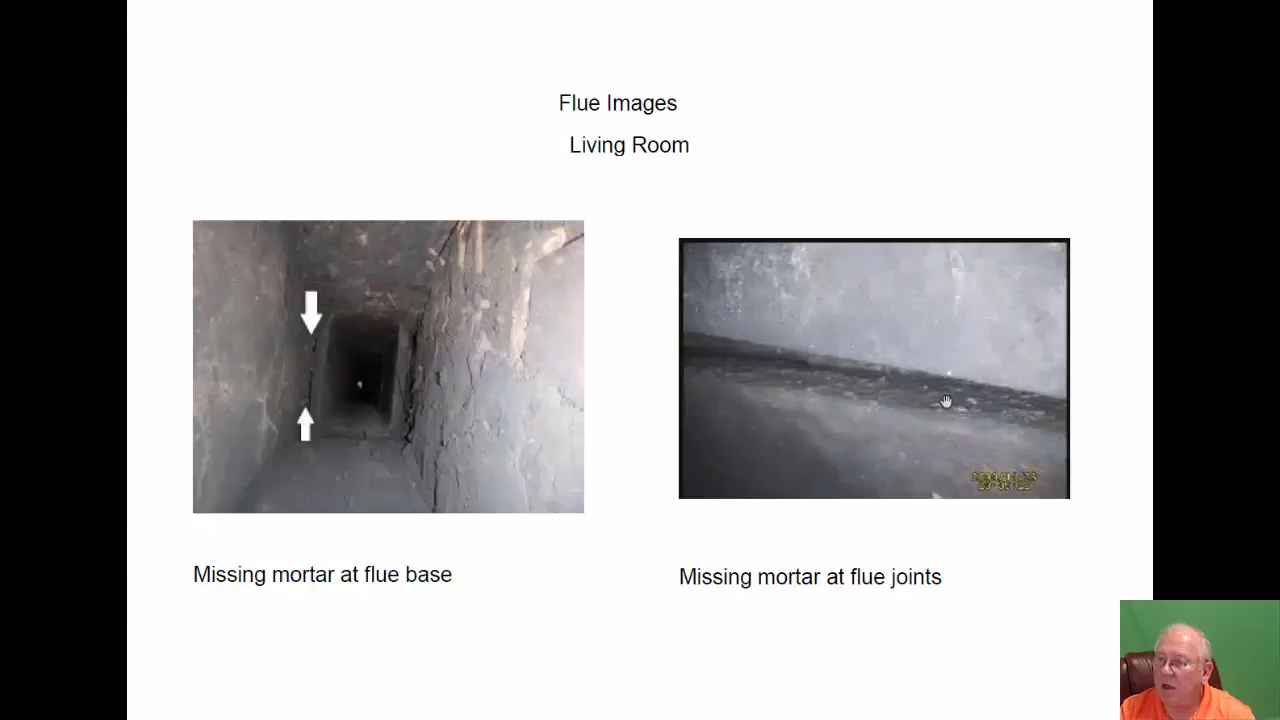 Flue Images
Living Room
Missing mortar at flue base
Missing mortar at flue joints